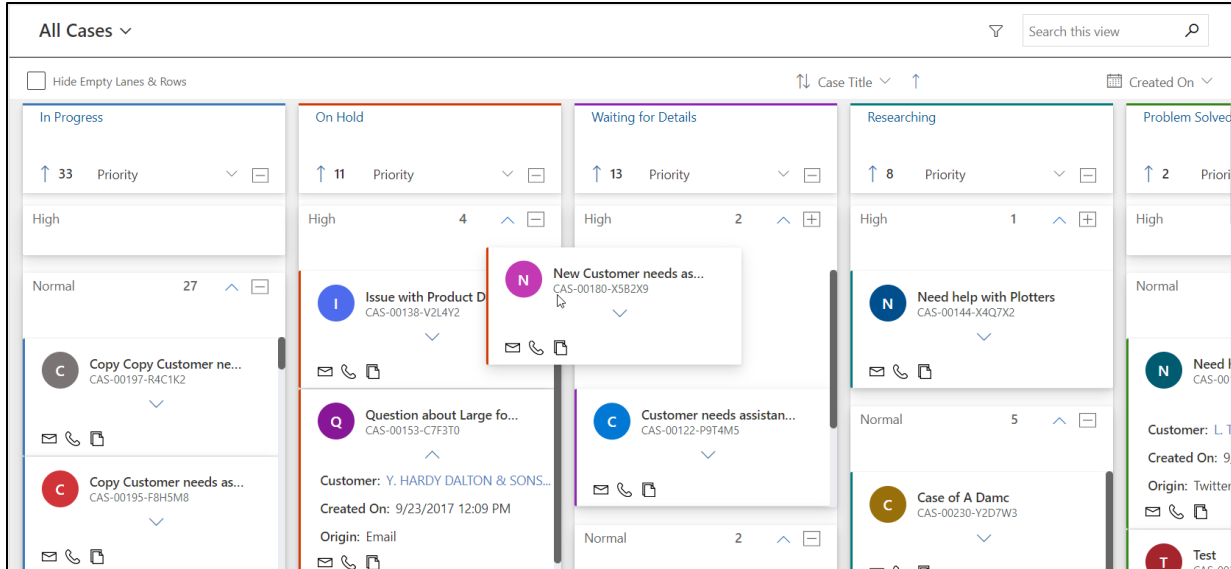 All Cases
Search this view
Hide Empty Lanes & Rows
Case Title
Created On
In Progress
33 Priority
High
Normal 27
C
Copy Copy Customer ne...
CAS-00197-R4C1K2
C
Copy Customer needs as...
CAS-00195-F8H5M8
On Hold
11 Priority
High 4
I
Issue with Product D
CAS-00138-V2L4Y2
Q
Question about Large fo...
CAS-00153-C7F3T0
Customer: Y. HARDY DALTON & SONS...
Created On: 9/23/2017 12:09 PM
Origin: Email
Waiting for Details
13 Priority
High 2
N
New Customer needs as...
CAS-00180-X5B2X9
C
Customer needs assistan...
CAS-00122-P9T4M5
Normal 2
Researching
8 Priority
High 1
N
Need help with Plotters
CAS-00144-X4Q7X2
Normal 5
C
Case of A Damc
CAS-00230-Y2D7W3
Problem Solved
2 Priori
High
Normal
N
Need
CAS-00
Customer: L. T
Created On: 9/
Origin: Twitter
T
Test